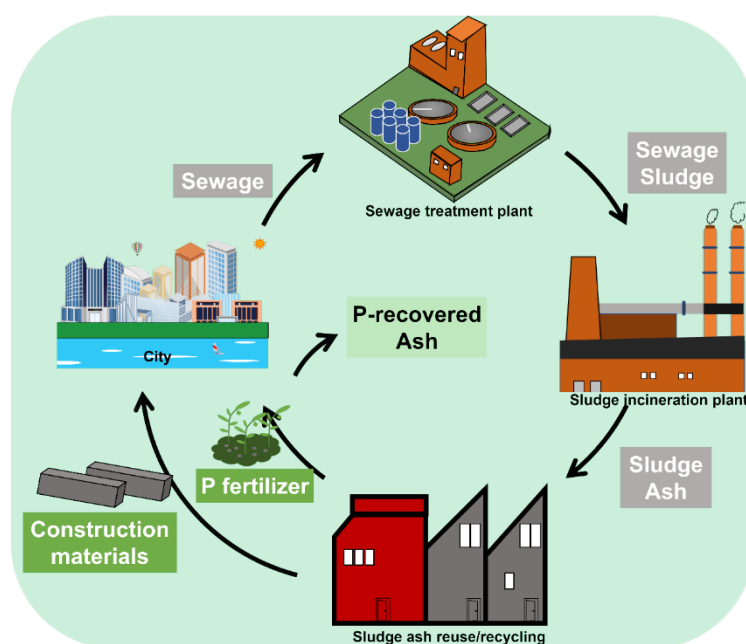 Sewage
Sewage treatment plant
Sewage
Sludge
City
P-recovered
Ash
Sludge incineration plant
P fertilizer
Sludge
Ash
Construction
materials
Sludge ash reuse/recycling